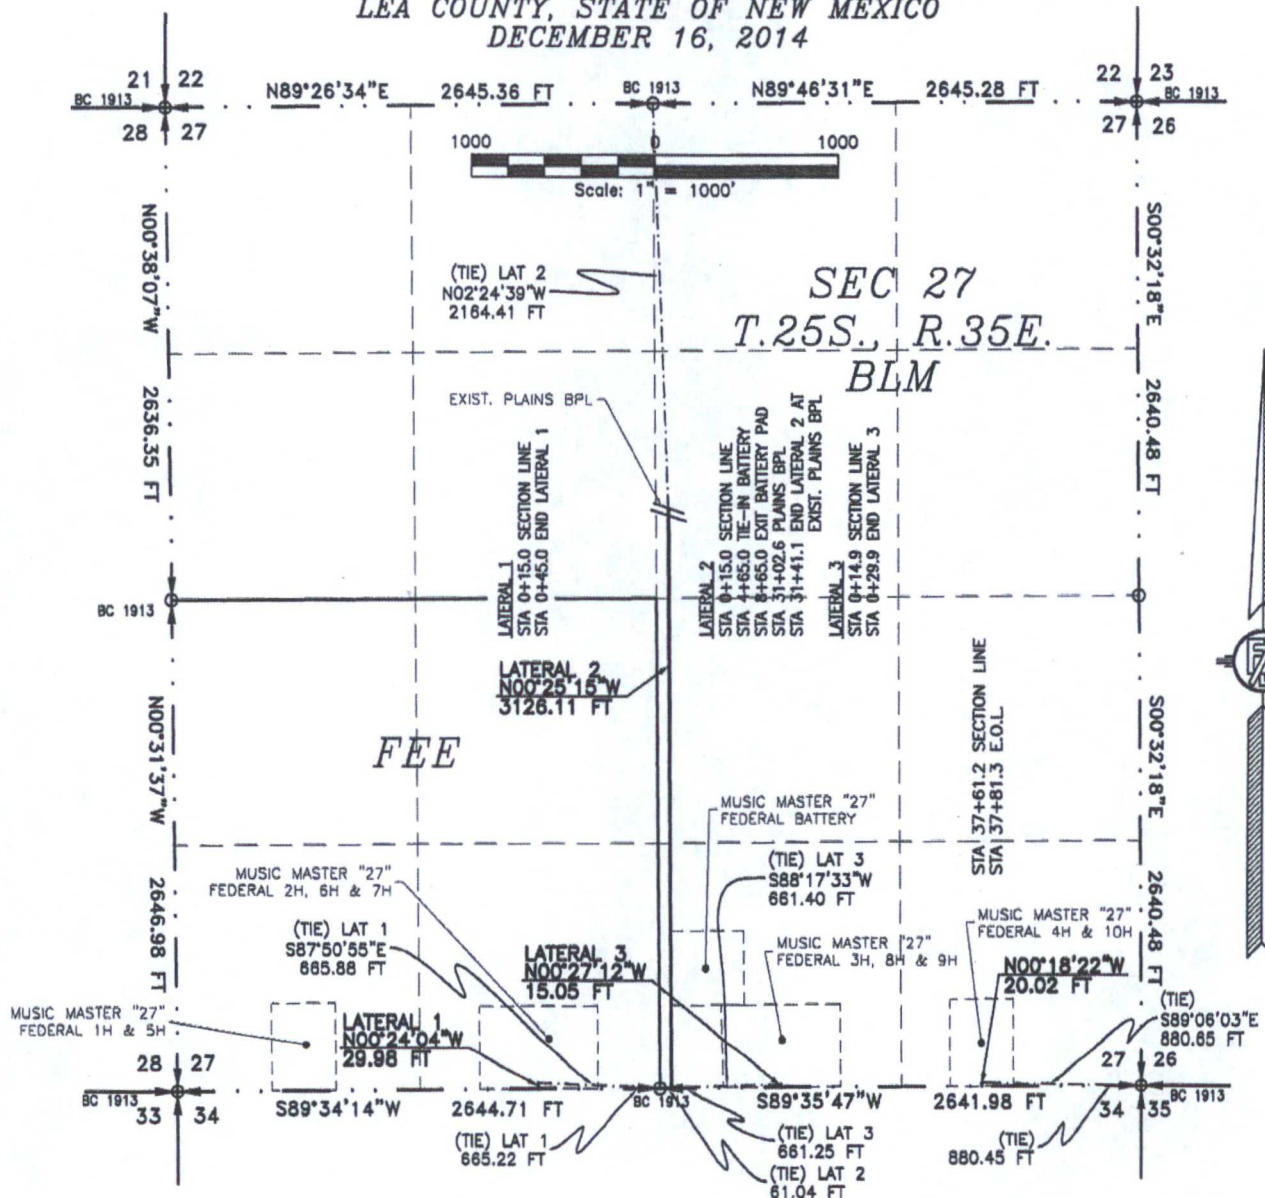 LEA COUNTY, STATE OF NEW MEXICO
DECEMBER 16, 2014
21 22
BC 1913
28 27
N89°26'34"E 2645.36 FT
BC 1913
N89°46'31"E 2645.28 FT
22 23
BC 1913
27 26
1000 0 1000
Scale: 1" = 1000'
N00°38'07"W
2636.35 FT
S00°32'18"E
2640.48 FT
(TIE) LAT 2
N02°24'39"W
2164.41 FT
SEC 27
T.25S., R.35E.
BLM
EXIST. PLAINS BPL
LATERAL 1
STA 0+15.0 SECTION LINE
STA 0+45.0 END LATERAL 1
LATERAL 2
STA 0+15.0 SECTION LINE
STA 4+65.0 TIE-IN BATTERY
STA 8+65.0 EXIT BATTERY PAD
STA 31+02.6 PLAINS BPL
STA 31+41.1 END LATERAL 2 AT
EXIST. PLAINS BPL
LATERAL 3
STA 0+14.9 SECTION LINE
STA 0+29.9 END LATERAL 3
BC 1913
LATERAL 2
N00°25'15"W
3126.11 FT
STA 37+61.2 SECTION LINE
STA 37+81.3 E.O.L.
N00°31'37"W
2646.98 FT
S00°32'18"E
2640.48 FT
FEE
MUSIC MASTER "27"
FEDERAL BATTERY
MUSIC MASTER "27"
FEDERAL 2H, 6H & 7H
(TIE) LAT 3
S88°17'33"W
661.40 FT
(TIE) LAT 1
S87°50'55"E
665.88 FT
LATERAL 3
N00°27'12"W
15.05 FT
MUSIC MASTER "27"
FEDERAL 3H, 8H & 9H
MUSIC MASTER "27"
FEDERAL 4H & 10H
N00°18'22"W
20.02 FT
(TIE)
S89°06'03"E
880.65 FT
MUSIC MASTER "27"
FEDERAL 1H & 5H
LATERAL 1
N00°24'04"W
29.98 FT
28 27
BC 1913
33 34
S89°34'14"W 2644.71 FT
BC 1913
S89°35'47"W 2641.98 FT
27 26
BC 1913
34 35
(TIE) LAT 1
665.22 FT
(TIE) LAT 3
661.25 FT
(TIE) LAT 2
61.04 FT
(TIE)
880.45 FT